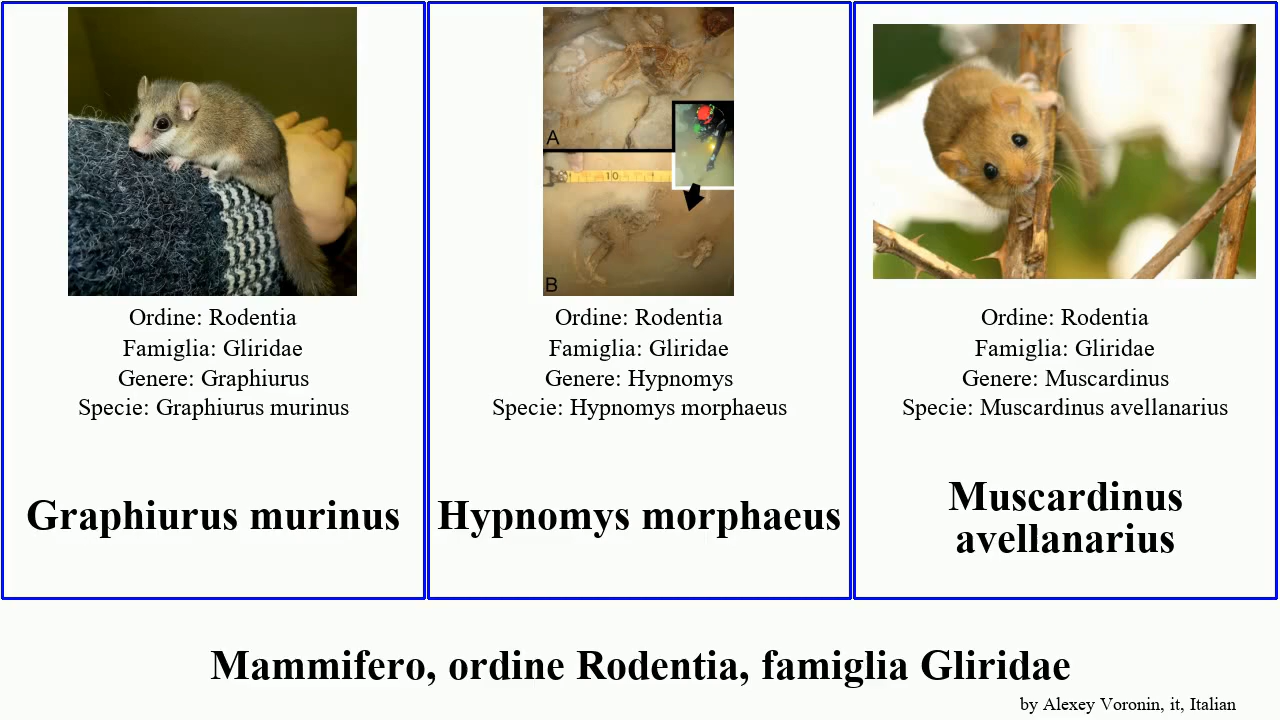 A
10
B
Ordine: Rodentia
Famiglia: Gliridae
Genere: Graphiurus
Specie: Graphiurus murinus
Graphiurus murinus
Ordine: Rodentia
Famiglia: Gliridae
Genere: Hypnomys
Specie: Hypnomys morphaeus
Hypnomys morphaeus
Ordine: Rodentia
Famiglia: Gliridae
Genere: Muscardinus
Specie: Muscardinus avellanarius
Muscardinus
avellanarius
Mammifero, ordine Rodentia, famiglia Gliridae
by Alexey Voronin, it, Italian